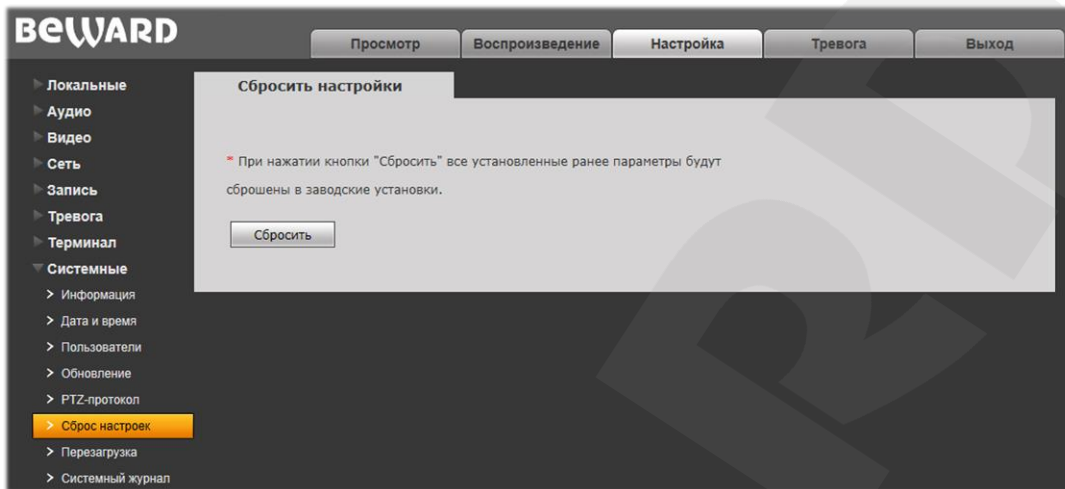 BEWARD
Просмотр Воспроизведение Настройка Тревога Выход
Локальные
Аудио
Видео
Сеть
Запись
Тревога
Терминал
Системные
> Информация
> Дата и время
> Пользователи
> Обновление
> PTZ-протокол
> Сброс настроек
> Перезагрузка
> Системный журнал
Сбросить настройки
* При нажатии кнопки "Сбросить" все установленные ранее параметры будут
сброшены в заводские установки.
Сбросить